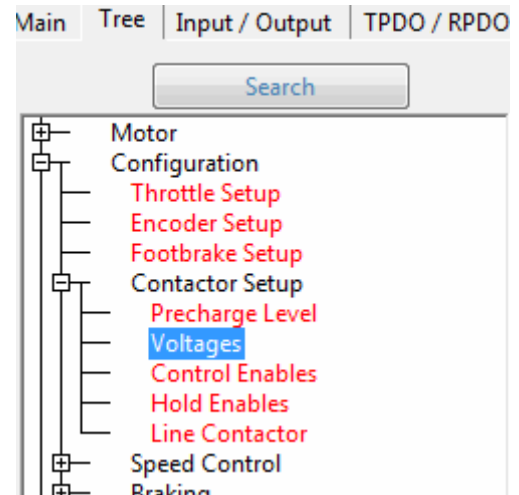 Main Tree Input / Output TPDO / RPDO
Search
Motor
Configuration
Throttle Setup
Encoder Setup
Footbrake Setup
Contactor Setup
Precharge Level
Voltages
Control Enables
Hold Enables
Line Contactor
Speed Control
Braking